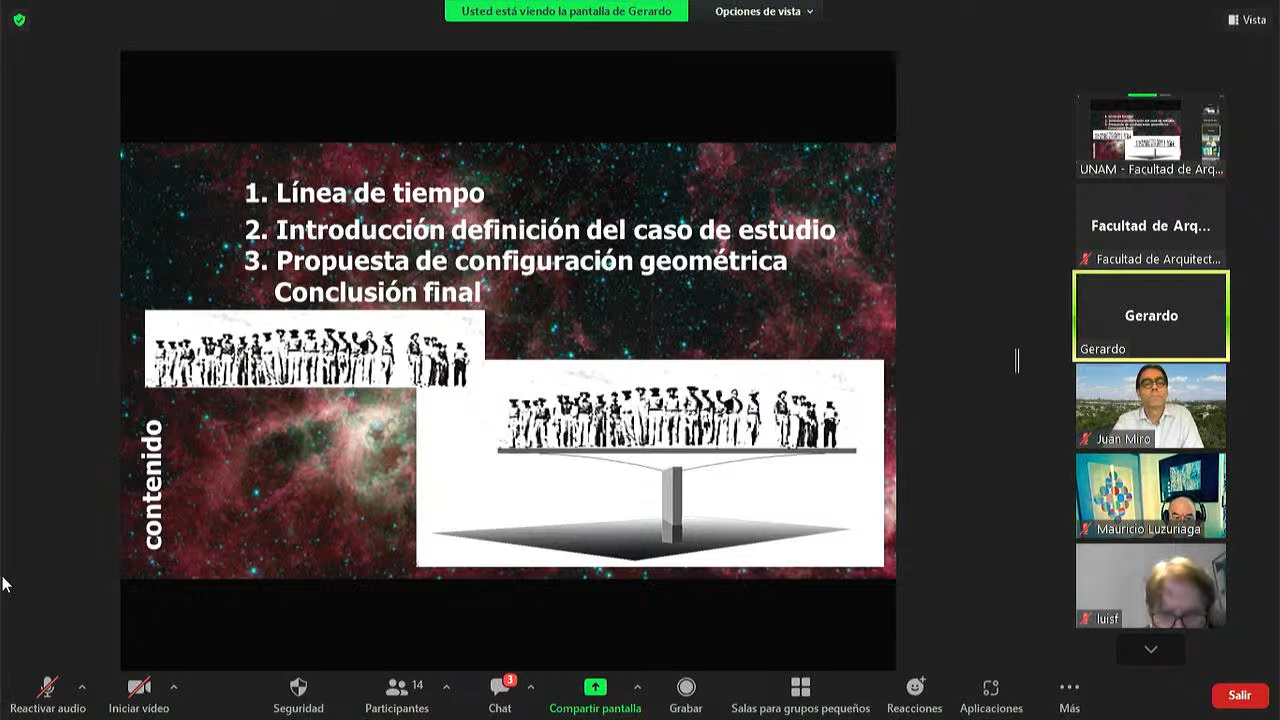 Usted está viendo la pantalla de Gerardo
Opciones de vista
Vista
1. Línea de tiempo
2. Introducción definición del caso de estudio
3. Propuesta de configuración geométrica
Conclusión final
contenido
UNAM - Facultad de Arq...
Facultad de Arq...
Facultad de Arquitect...
Gerardo
Gerardo
Juan Miro
Mauricio Luzuriaga
luisf
Reactivar audio
Iniciar vídeo
Seguridad
14
Participantes
3
Chat
Compartir pantalla
Grabar
Salas para grupos pequeños
Reacciones
Aplicaciones
Más
Salir